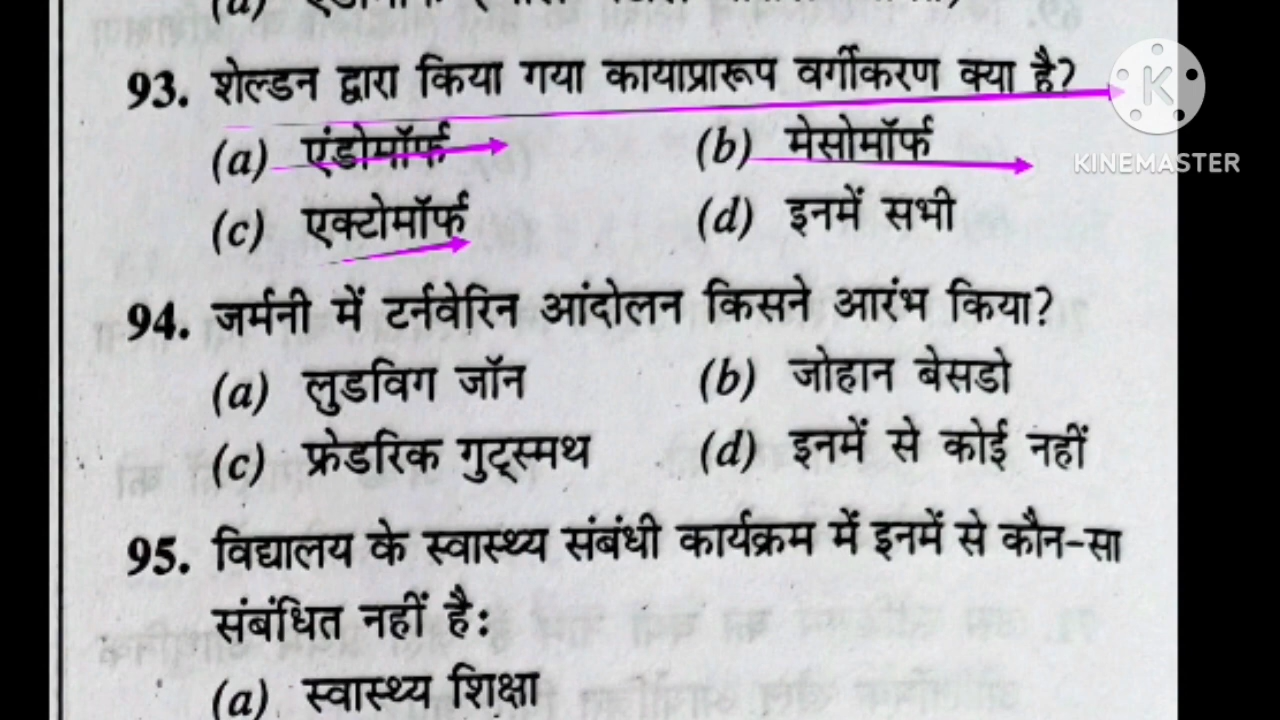 93. शेल्डन द्वारा किया गया कायाप्रारूप वर्गीकरण क्या है?
(a) एंडोमॉर्फ (b) मेसोमॉर्फ
KINEMASTER
(c) एक्टोमॉर्फ (d) इनमें सभी
94. जर्मनी में टर्नवेरिन आंदोलन किसने आरंभ किया?
(a) लुडविग जॉन (b) जोहान बेसडो
(c) फ्रेडरिक गुट्स्मथ (d) इनमें से कोई नहीं
95. विद्यालय के स्वास्थ्य संबंधी कार्यक्रम में इनमें से कौन-सा
संबंधित नहीं है:
(a) स्वास्थ्य शिक्षा